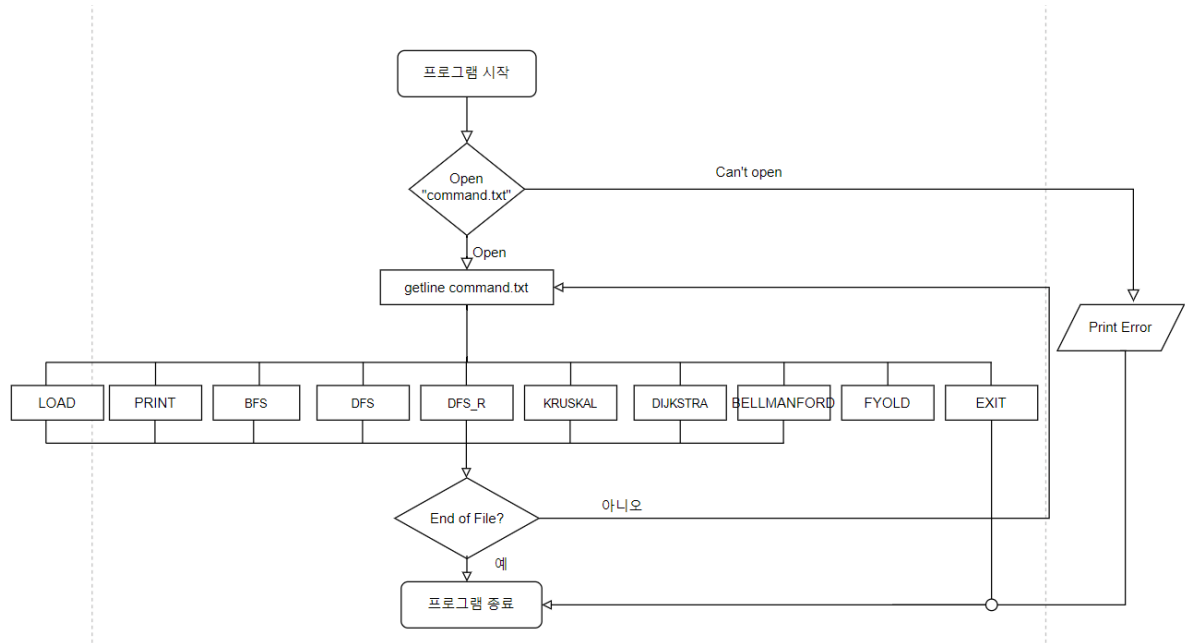 프로그램 시작
Open
"command.txt"
Can't open
Open
getline command.txt
Print Error
LOAD
PRINT
BFS
DFS
DFS_R
KRUSKAL
DIJKSTRA
BELLMANFORD
FYOLD
EXIT
End of File?
아니오
예
프로그램 종료